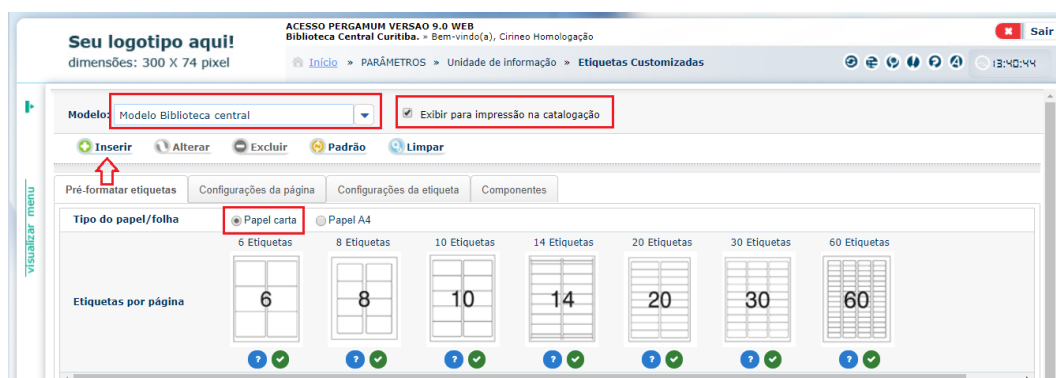 ACESSO PERGAMUM VERSAO 9.0 WEB
Biblioteca Central Curitiba. » Bem-vindo(a), Cirineo Homologação
Sair
Seu logotipo aqui!
dimensões: 300 X 74 pixel
Início » PARÂMETROS » Unidade de informação » Etiquetas Customizadas
13:40:44
Modelo: Modelo Biblioteca central
Exibir para impressão na catalogação
Inserir Alterar Excluir Padrão Limpar
visualizar menu
Pré-formatar etiquetas Configurações da página Configurações da etiqueta Componentes
Tipo do papel/folha Papel carta Papel A4
6 Etiquetas 8 Etiquetas 10 Etiquetas 14 Etiquetas 20 Etiquetas 30 Etiquetas 60 Etiquetas
Etiquetas por página 6 8 10 14 20 30 60
? ? ? ? ? ? ?